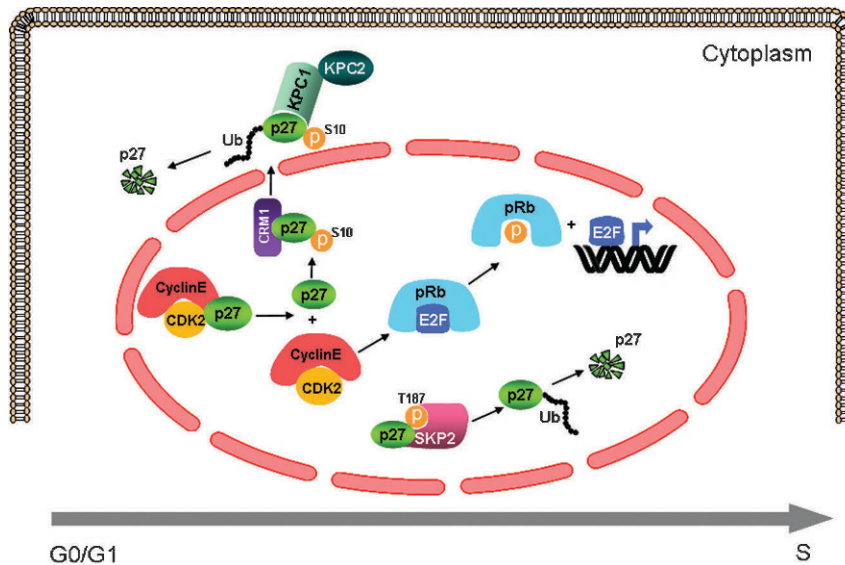 Cytoplasm
KPC2
KPC1
p27
p
S10
Ub
p27
CRM1
p27
p
S10
pRb
p
+
E2F
CyclinE
CDK2
p27
p27
+
pRb
E2F
CyclinE
CDK2
T187
p
p27
SKP2
p27
Ub
p27
G0/G1
S